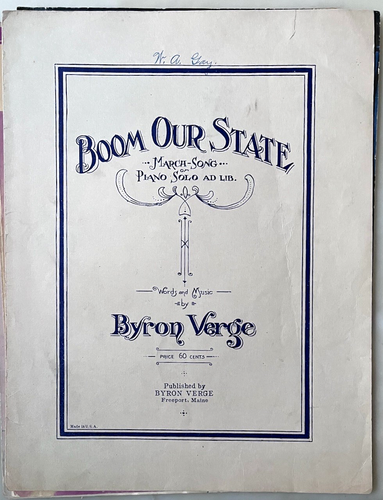 W. A. Gay.
BOOM OUR STATE
MARCH-SONG
or
PIANO SOLO AD LIB.
Words and Music
by
Byron Verge
PRICE 60 CENTS
Published by
BYRON VERGE
Freeport, Maine
Made in U.S.A.